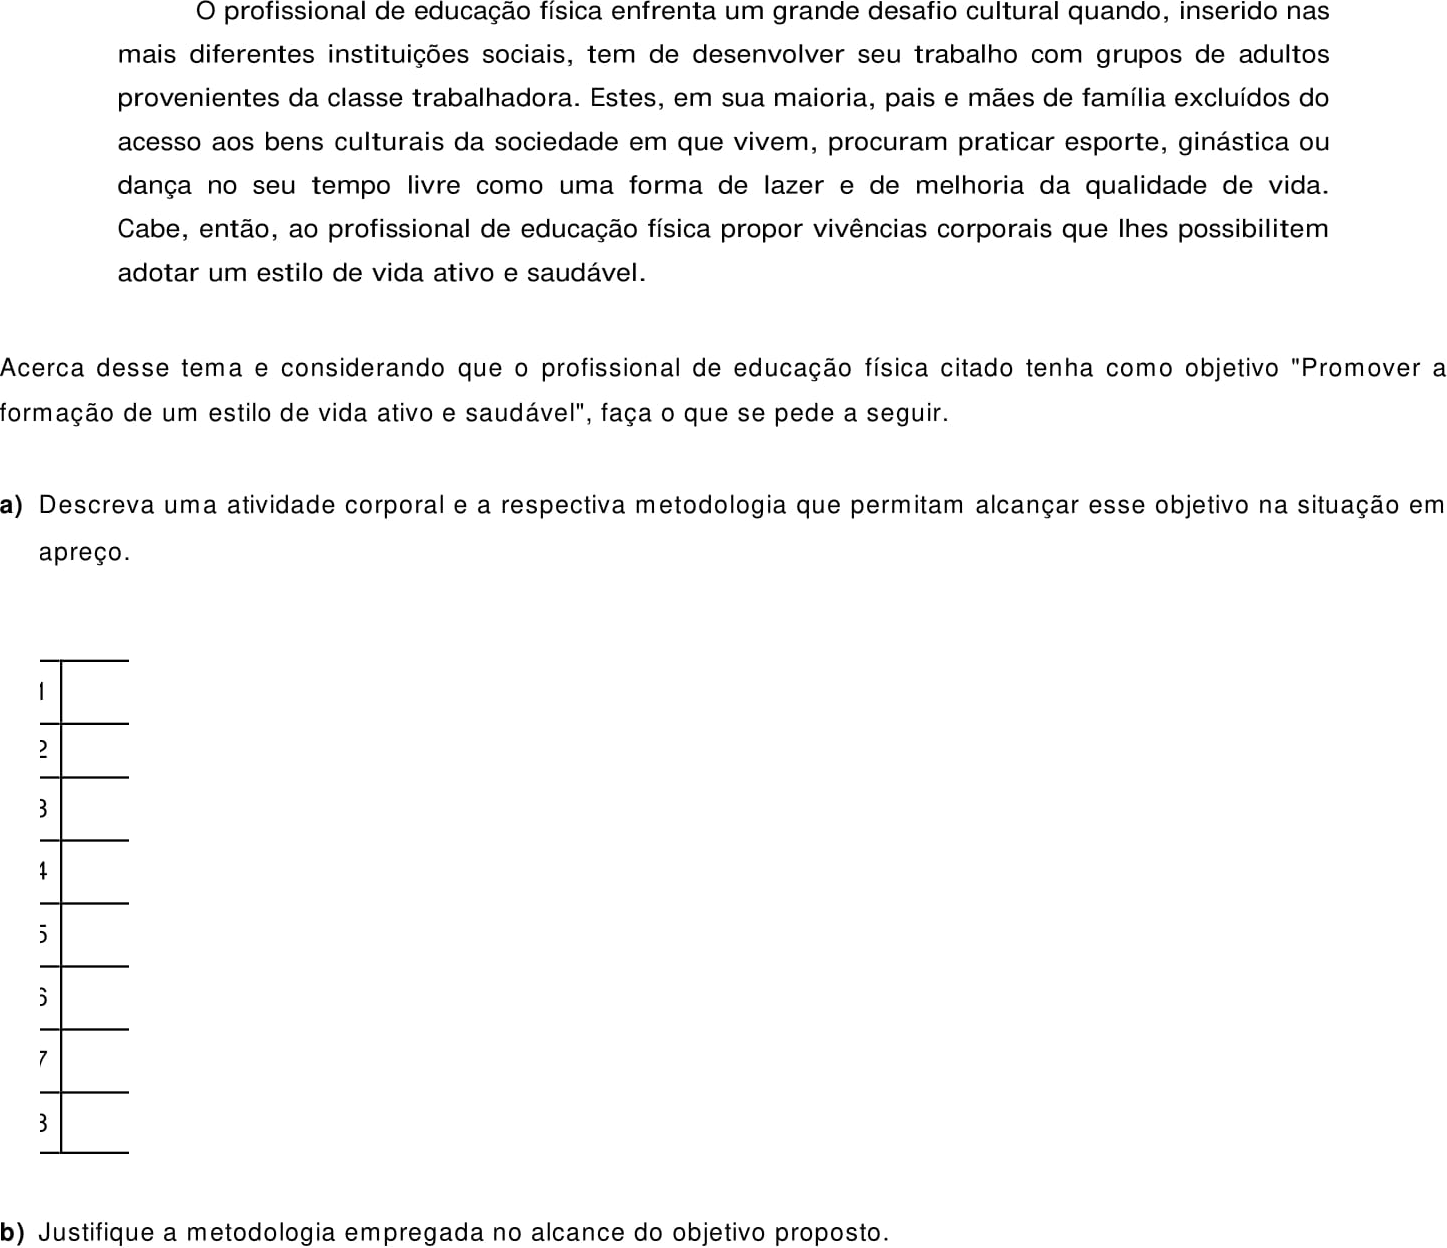 O profissional de educação física enfrenta um grande desafio cultural quando, inserido nas
mais diferentes instituições sociais, tem de desenvolver seu trabalho com grupos de adultos
provenientes da classe trabalhadora. Estes, em sua maioria, pais e mães de família excluídos do
acesso aos bens culturais da sociedade em que vivem, procuram praticar esporte, ginástica ou
dança no seu tempo livre como uma forma de lazer e de melhoria da qualidade de vida.
Cabe, então, ao profissional de educação física propor vivências corporais que lhes possibilitem
adotar um estilo de vida ativo e saudável.
Acerca desse tema e considerando que o profissional de educação física citado tenha como objetivo "Promover a
formação de um estilo de vida ativo e saudável", faça o que se pede a seguir.
a) Descreva uma atividade corporal e a respectiva metodologia que permitam alcançar esse objetivo na situação em
apreço.
1
2
3
4
5
6
7
8
b) Justifique a metodologia empregada no alcance do objetivo proposto.